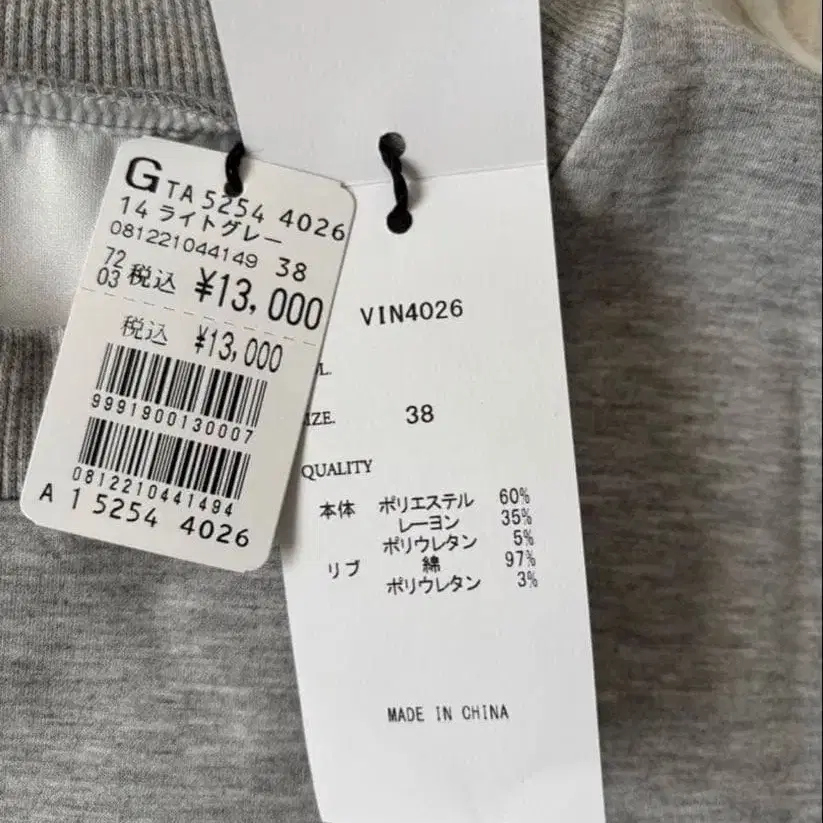 G TA 5254 4026
14 ライトグレー
081221044149 38
72
03 税込 ¥13,000
税込 ¥13,000
9991900130007
0812210441494
A 1 5254 4026
VIN4026
L.
IZE. 38
QUALITY
本体 ポリエステル 60%
レーヨン 35%
ポリウレタン 5%
リブ 綿 97%
ポリウレタン 3%
MADE IN CHINA